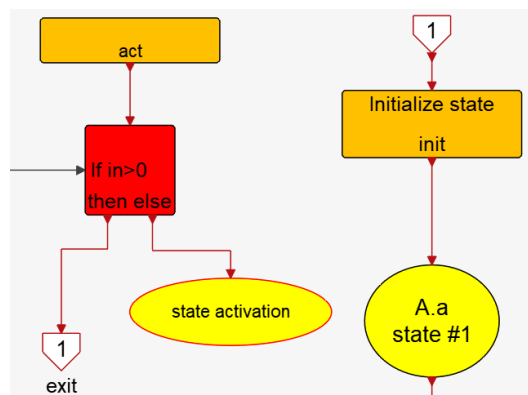 act
If in>0
then else
state activation
1
exit
1
Initialize state
init
A.a
state #1